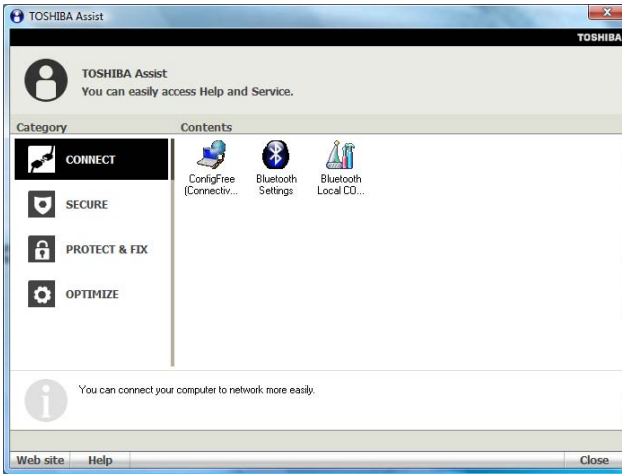 TOSHIBA Assist
TOSHIBA
TOSHIBA Assist
You can easily access Help and Service.
Category
Contents
CONNECT
SECURE
PROTECT & FIX
OPTIMIZE
ConfigFree
(Connectiv...
Bluetooth
Settings
Bluetooth
Local CO...
You can connect your computer to network more easily.
Web site
Help
Close